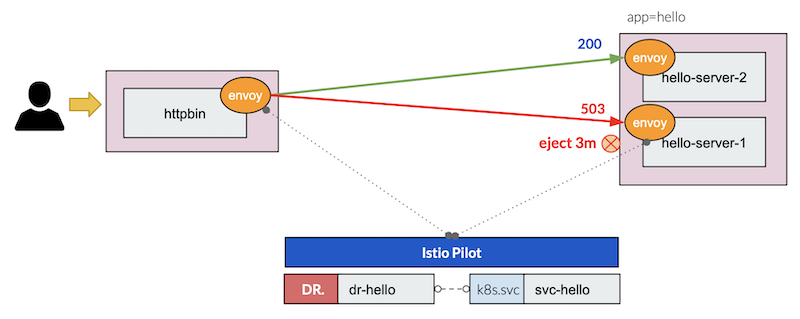 app=hello
200
envoy
hello-server-2
envoy
httpbin
503
envoy
eject 3m
hello-server-1
Istio Pilot
DR.
dr-hello
k8s.svc
svc-hello